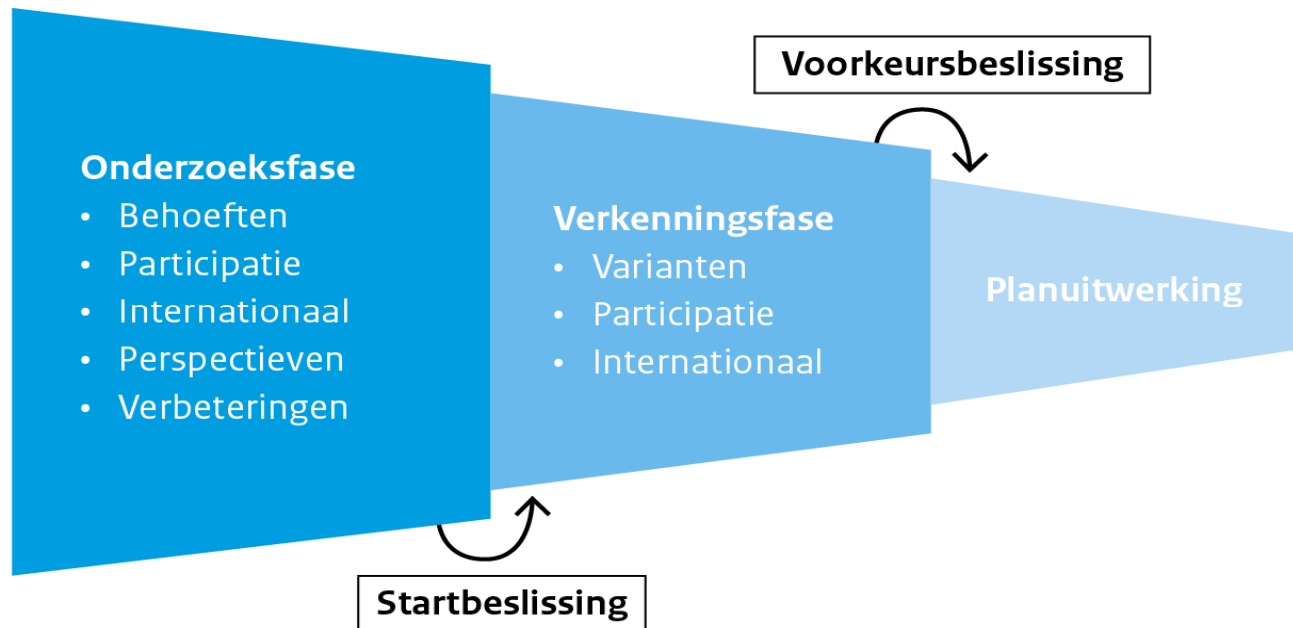 Onderzoeksfase
• Behoeften
• Participatie
• Internationaal
• Perspectieven
• Verbeteringen
Startbeslissing
Verkenningsfase
• Varianten
• Participatie
• Internationaal
Voorkeursbeslissing
Planuitwerking